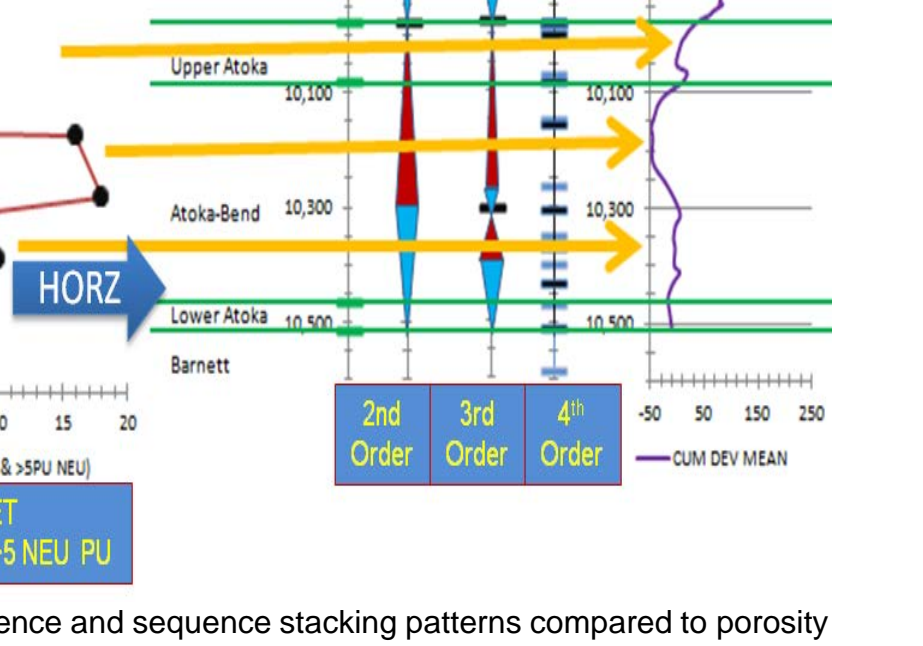 Upper Atoka
10,100
10,100
Atoka-Bend
10,300
10,300
HORZ
Lower Atoka
10,500
10,500
Barnett
2nd Order
3rd Order
4th Order
-50 50 150 250
CUM DEV MEAN
0 15 20
& >5PU NEU)
ET
5 NEU PU
ence and sequence stacking patterns compared to porosity